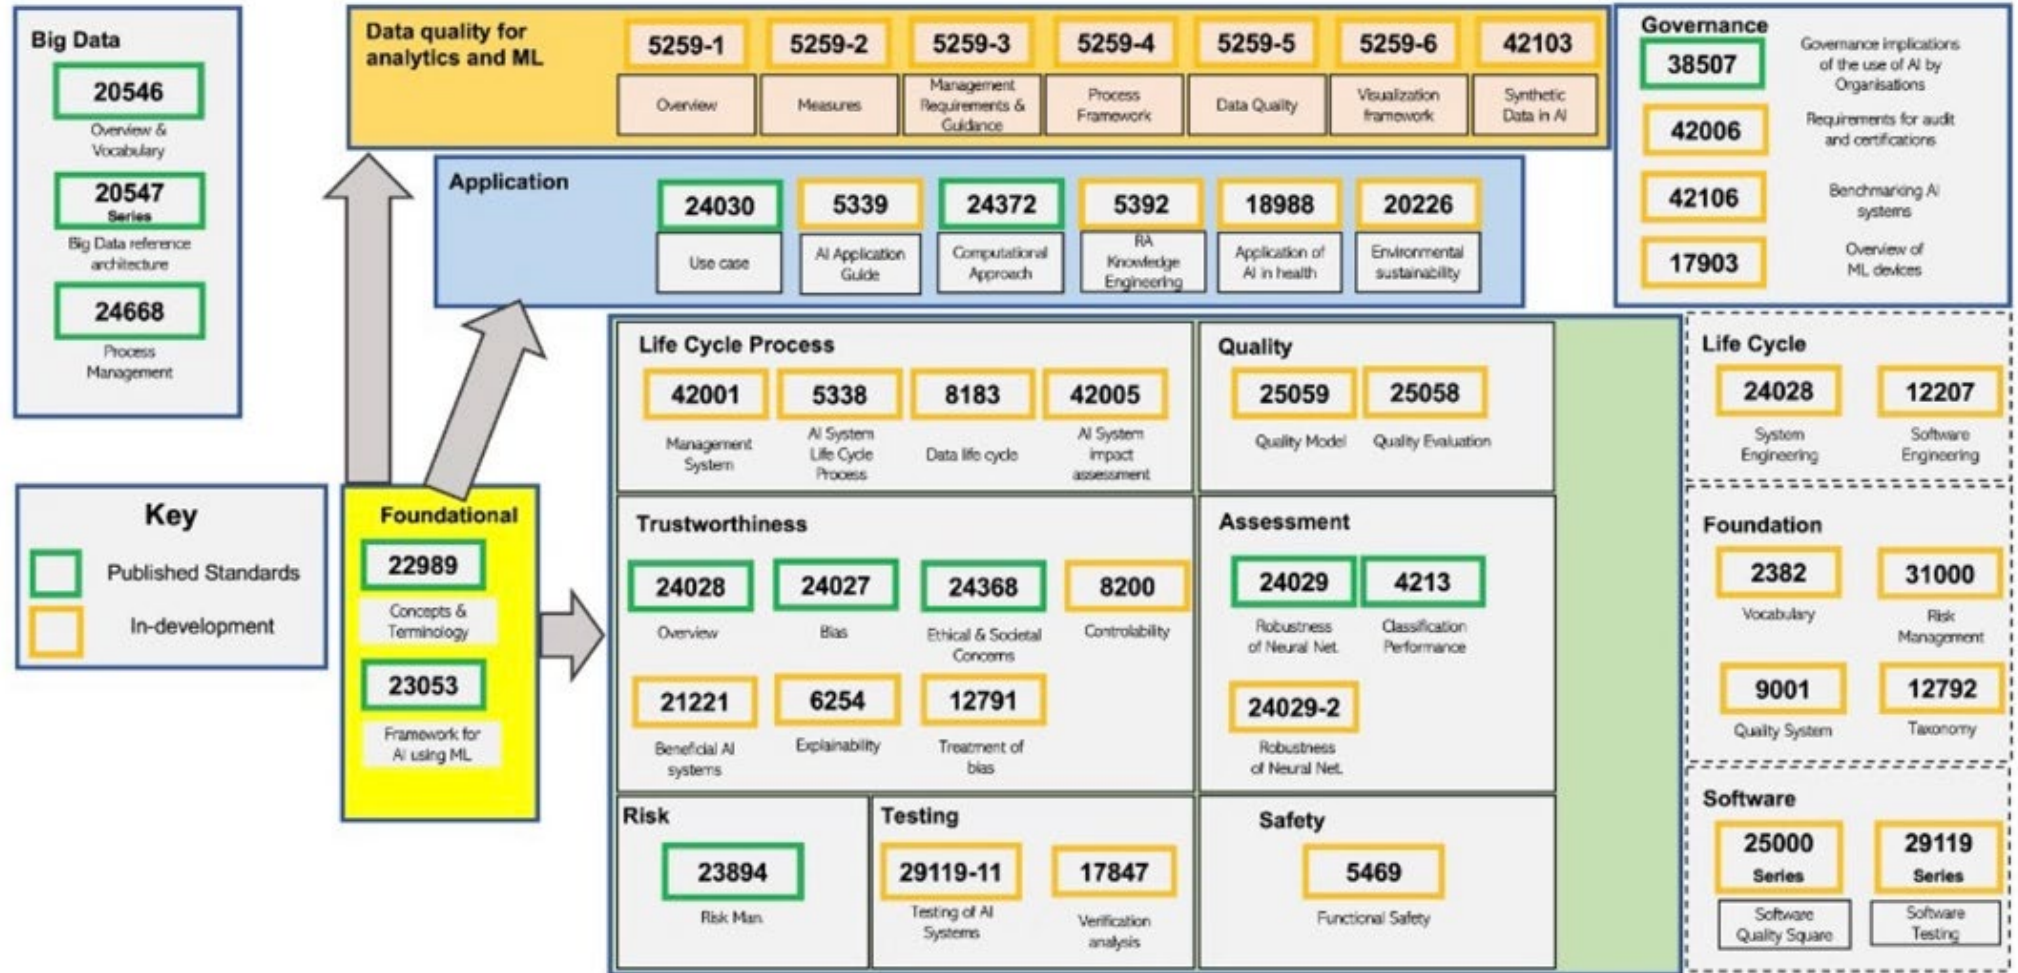 Big Data
20546
Overview &
Vocabulary
20547
Series
Big Data reference
architecture
24668
Process
Management
Data quality for
analytics and ML
5259-1
Overview
5259-2
Measures
5259-3
Management
Requirements &
Guidance
5259-4
Process
Framework
5259-5
Data Quality
5259-6
Visualization
framework
42103
Synthetic
Data in AI
Governance
38507
Governance implications
of the use of AI by
Organisations
42006
Requirements for audit
and certifications
42106
Benchmarking AI
systems
17903
Overview of
ML devices
Application
24030
Use case
5339
AI Application
Guide
24372
Computational
Approach
5392
RA
Knowledge
Engineering
18988
Application of
AI in health
20226
Environmental
sustainability
Key
Published Standards
In-development
Foundational
22989
Concepts &
Terminology
23053
Framework for
AI using ML
Life Cycle Process
42001
Management
System
5338
AI System
Life Cycle
Process
8183
Data life cycle
42005
AI System
impact
assessment
Quality
25059
Quality Model
25058
Quality Evaluation
Trustworthiness
24028
Overview
24027
Bias
24368
Ethical & Societal
Concerns
8200
Controlability
21221
Beneficial AI
systems
6254
Explainability
12791
Treatment of
bias
Assessment
24029
Robustness
of Neural Net.
4213
Classification
Performance
24029-2
Robustness
of Neural Net.
Risk
23894
Risk Man.
Testing
29119-11
Testing of AI
Systems
17847
Verification
analysis
Safety
5469
Functional Safety
Life Cycle
24028
System
Engineering
12207
Software
Engineering
Foundation
2382
Vocabulary
31000
Risk
Management
9001
Quality System
12792
Taxonomy
Software
25000
Series
Software
Quality Square
29119
Series
Software
Testing